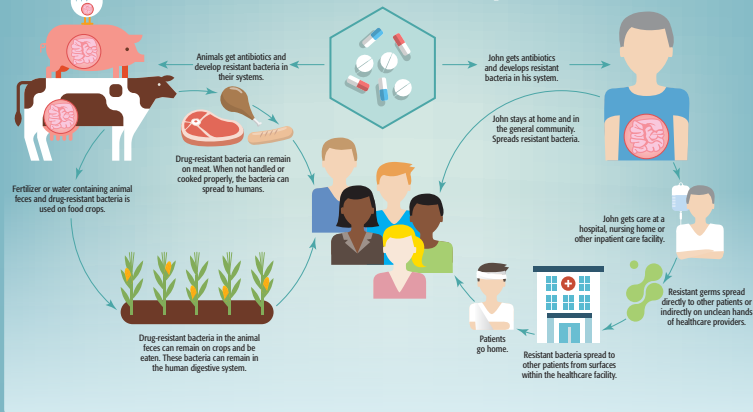 Animals get antibiotics and
develop resistant bacteria in
their systems.
John gets antibiotics
and develops resistant
bacteria in his system.
John stays at home and in
the general community.
Spreads resistant bacteria.
Drug-resistant bacteria can remain
on meat. When not handled or
cooked properly, the bacteria can
spread to humans.
Fertilizer or water containing animal
feces and drug-resistant bacteria is
used on food crops.
John gets care at a
hospital, nursing home or
other inpatient care facility.
Resistant germs spread
directly to other patients or
indirectly on unclean hands
of healthcare providers.
Drug-resistant bacteria in the animal
feces can remain on crops and be
eaten. These bacteria can remain in
the human digestive system.
Patients
go home.
Resistant bacteria spread to
other patients from surfaces
within the healthcare facility.